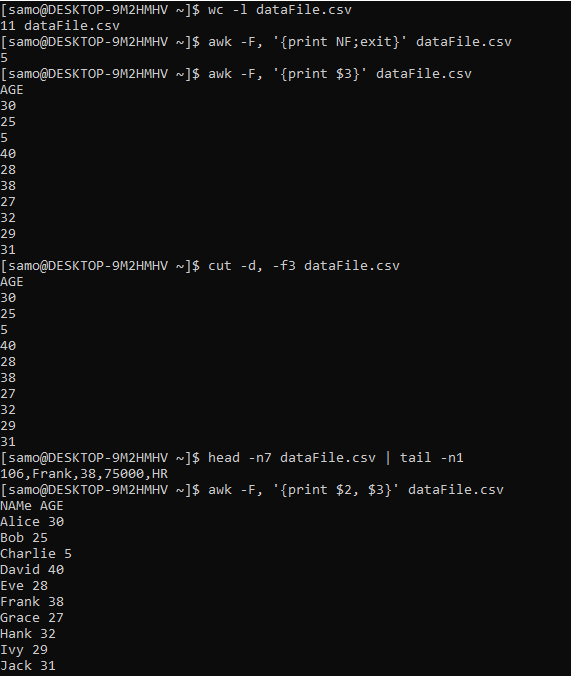 [samo@DESKTOP-9M2HMHV ~]$ wc -l dataFile.csv
11 dataFile.csv
[samo@DESKTOP-9M2HMHV ~]$ awk -F, '{print NF;exit}' dataFile.csv
5
[samo@DESKTOP-9M2HMHV ~]$ awk -F, '{print $3}' dataFile.csv
AGE
30
25
5
40
28
38
27
32
29
31
[samo@DESKTOP-9M2HMHV ~]$ cut -d, -f3 dataFile.csv
AGE
30
25
5
40
28
38
27
32
29
31
[samo@DESKTOP-9M2HMHV ~]$ head -n7 dataFile.csv | tail -n1
106,Frank,38,75000,HR
[samo@DESKTOP-9M2HMHV ~]$ awk -F, '{print $2, $3}' dataFile.csv
NAMe AGE
Alice 30
Bob 25
Charlie 5
David 40
Eve 28
Frank 38
Grace 27
Hank 32
Ivy 29
Jack 31